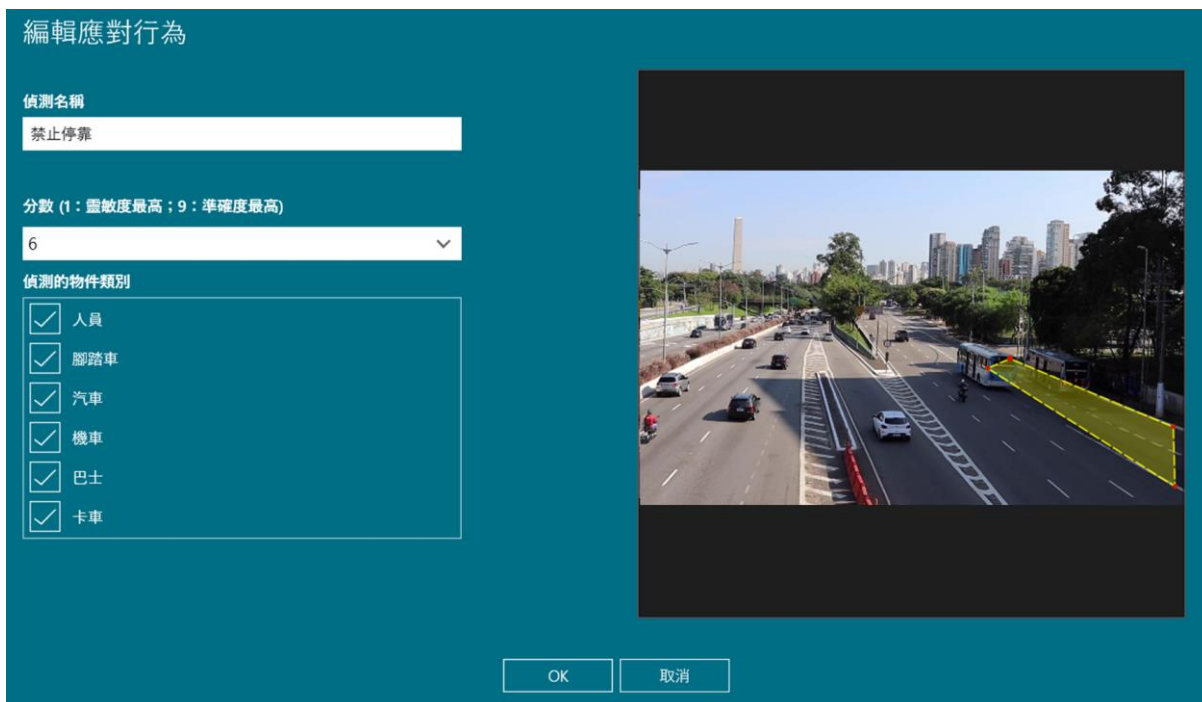 編輯應對行為
偵測名稱
禁止停靠
分數 (1：靈敏度最高；9：準確度最高)
6
偵測的物件類別
人員
腳踏車
汽車
機車
巴士
卡車
OK
取消